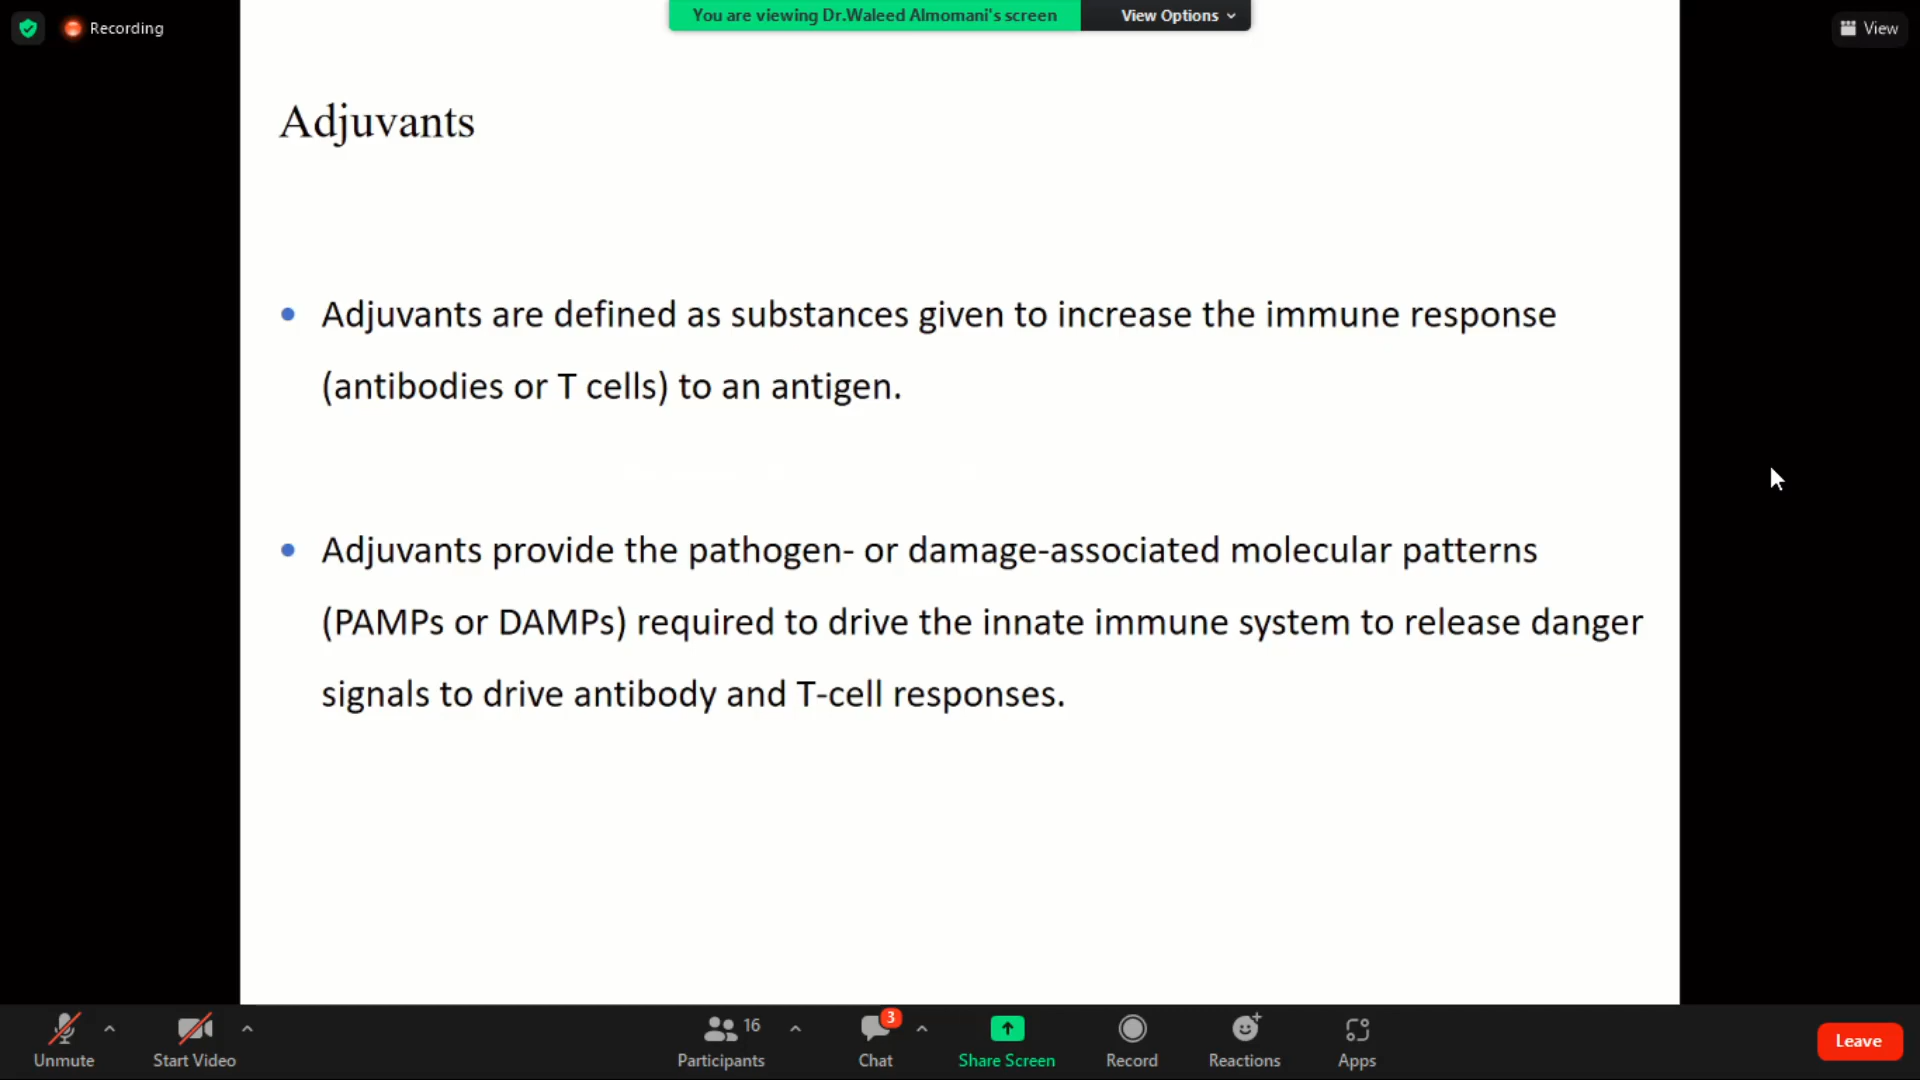 Recording
You are viewing Dr.Waleed Almomani's screen
View Options
View
Adjuvants
• Adjuvants are defined as substances given to increase the immune response
(antibodies or T cells) to an antigen.
• Adjuvants provide the pathogen- or damage-associated molecular patterns
(PAMPs or DAMPs) required to drive the innate immune system to release danger
signals to drive antibody and T-cell responses.
Unmute
Start Video
16
Participants
3
Chat
Share Screen
Record
Reactions
Apps
Leave